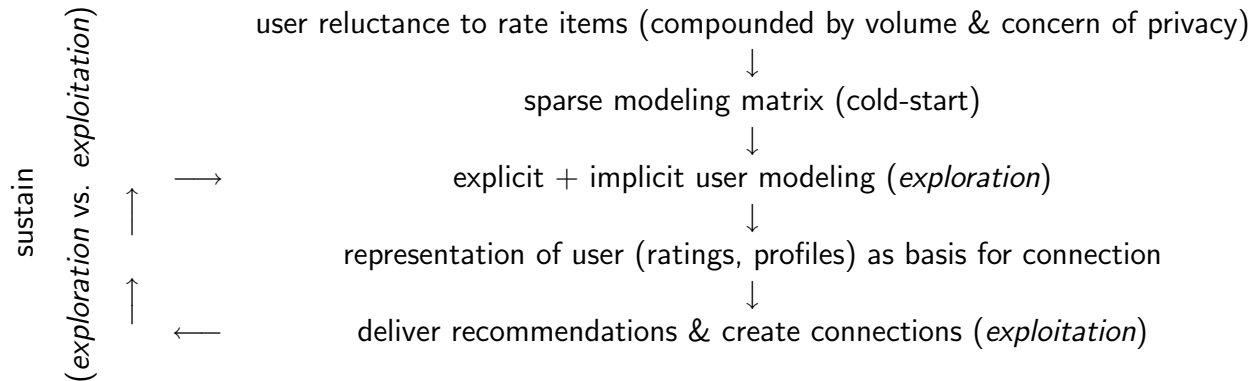 sustain
(exploration vs. exploitation)
user reluctance to rate items (compounded by volume & concern of privacy)
↓
sparse modeling matrix (cold-start)
↓
explicit + implicit user modeling (exploration)
↓
representation of user (ratings, profiles) as basis for connection
↓
deliver recommendations & create connections (exploitation)